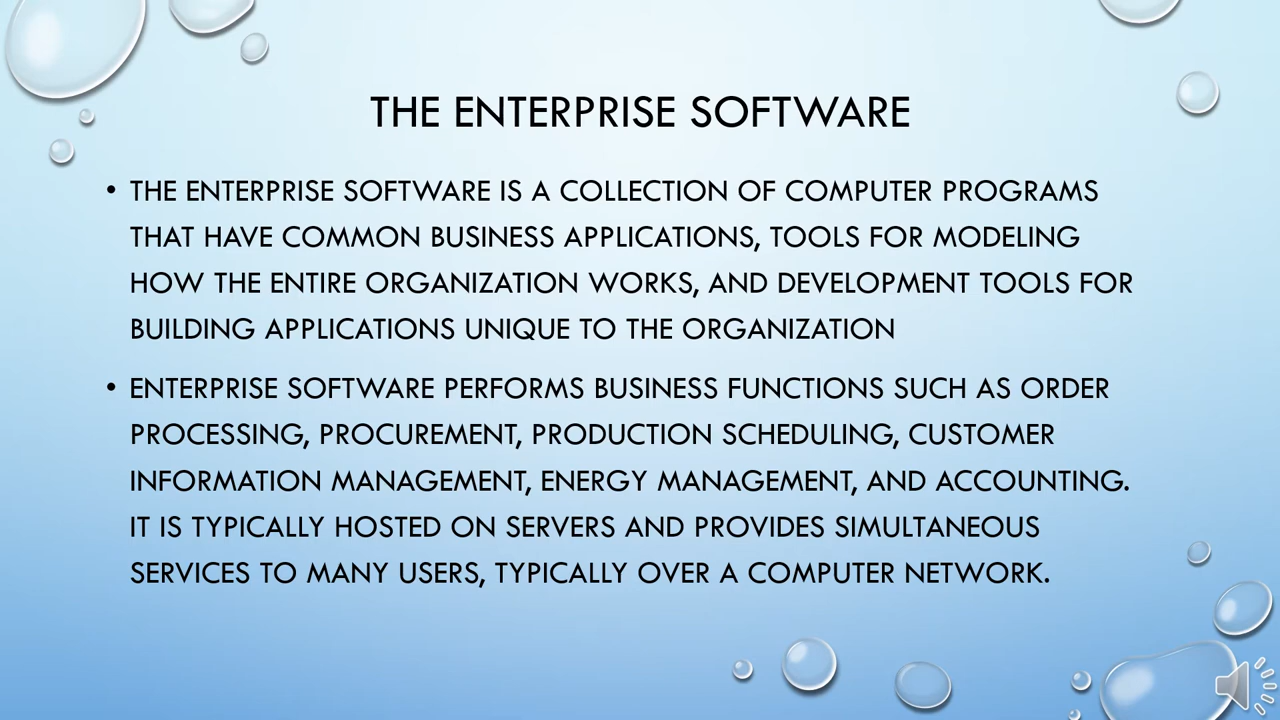 THE ENTERPRISE SOFTWARE
• THE ENTERPRISE SOFTWARE IS A COLLECTION OF COMPUTER PROGRAMS
THAT HAVE COMMON BUSINESS APPLICATIONS, TOOLS FOR MODELING
HOW THE ENTIRE ORGANIZATION WORKS, AND DEVELOPMENT TOOLS FOR
BUILDING APPLICATIONS UNIQUE TO THE ORGANIZATION
• ENTERPRISE SOFTWARE PERFORMS BUSINESS FUNCTIONS SUCH AS ORDER
PROCESSING, PROCUREMENT, PRODUCTION SCHEDULING, CUSTOMER
INFORMATION MANAGEMENT, ENERGY MANAGEMENT, AND ACCOUNTING.
IT IS TYPICALLY HOSTED ON SERVERS AND PROVIDES SIMULTANEOUS
SERVICES TO MANY USERS, TYPICALLY OVER A COMPUTER NETWORK.